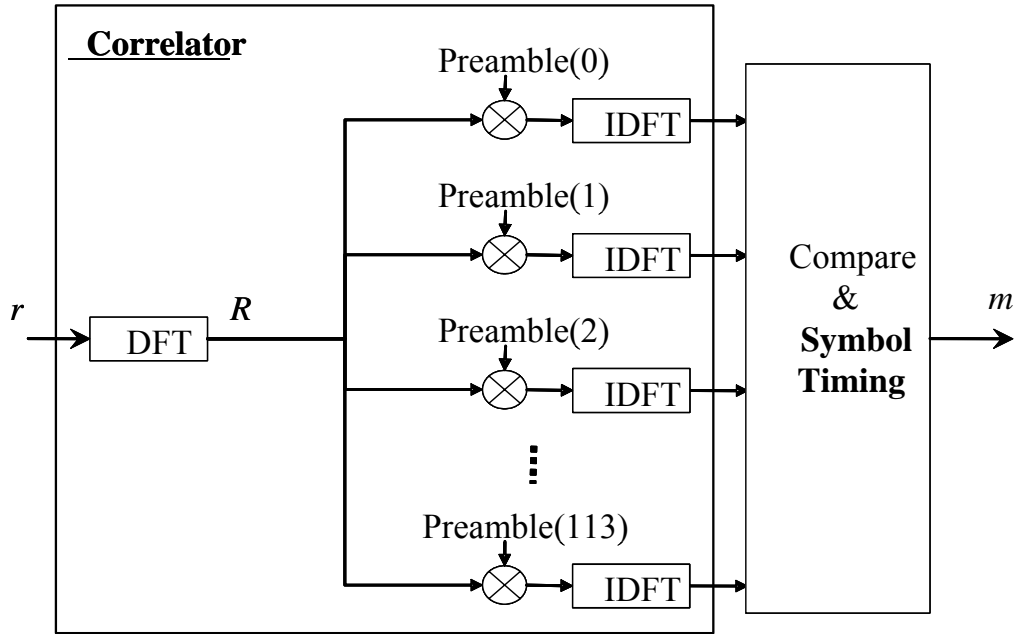 Correlator
Preamble(0)
IDFT
Preamble(1)
IDFT
r
DFT
R
Preamble(2)
IDFT
Preamble(113)
IDFT
Compare
&
Symbol
Timing
m